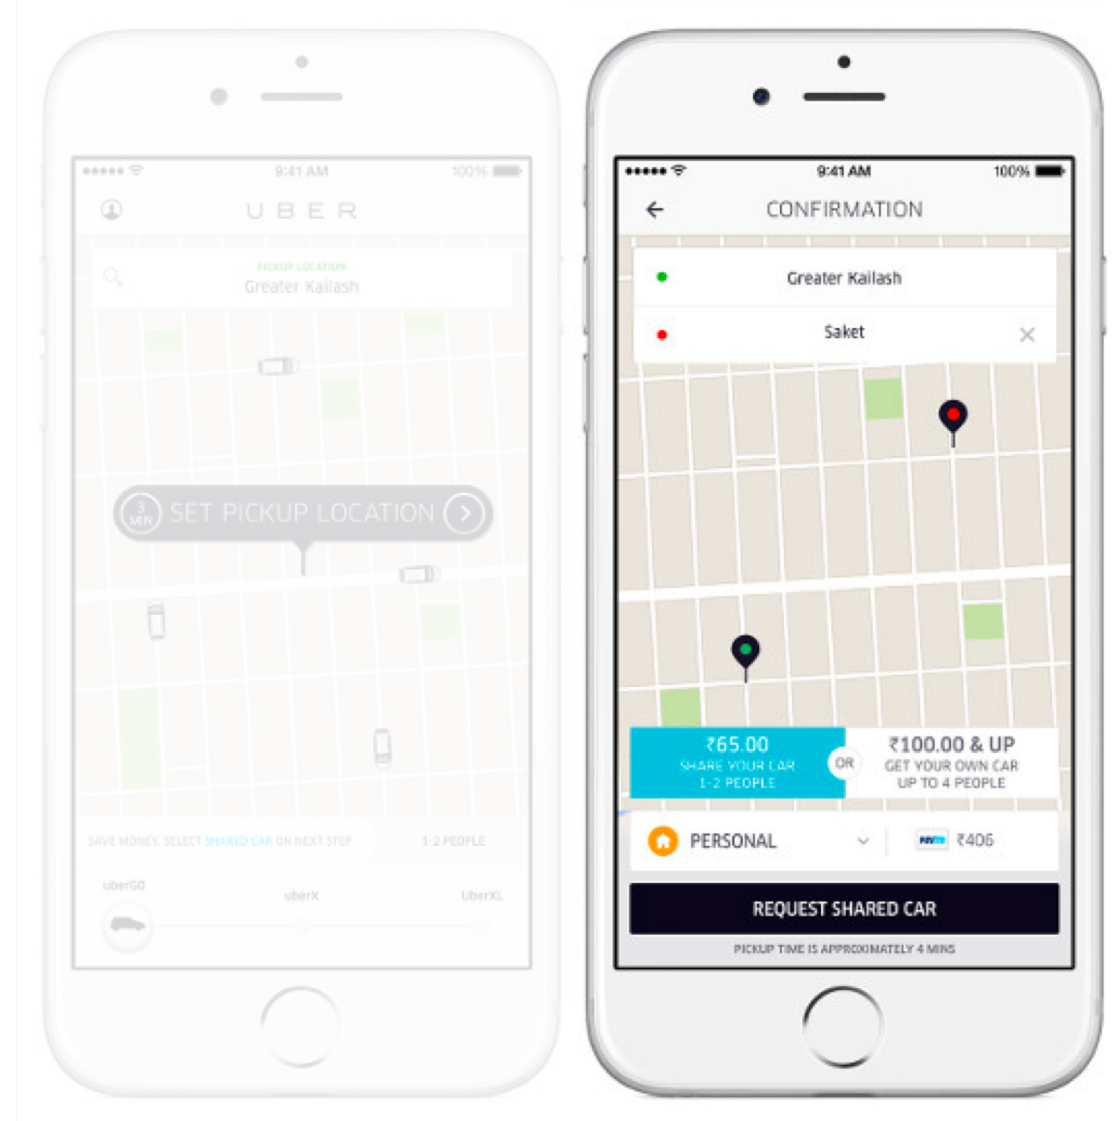 9:41 AM
100%
UBER
PICKUP LOCATION
Greater Kailash
3
MIN
SET PICKUP LOCATION
SAVE MONEY. SELECT SHARED CAR ON NEXT STEP
1-2 PEOPLE
uberGO
uberX
UberXL
9:41 AM
100%
CONFIRMATION
Greater Kailash
Saket
₹65.00
SHARE YOUR CAR
1-2 PEOPLE
OR
₹100.00 & UP
GET YOUR OWN CAR
UP TO 4 PEOPLE
PERSONAL
Paytm ₹406
REQUEST SHARED CAR
PICKUP TIME IS APPROXIMATELY 4 MINS